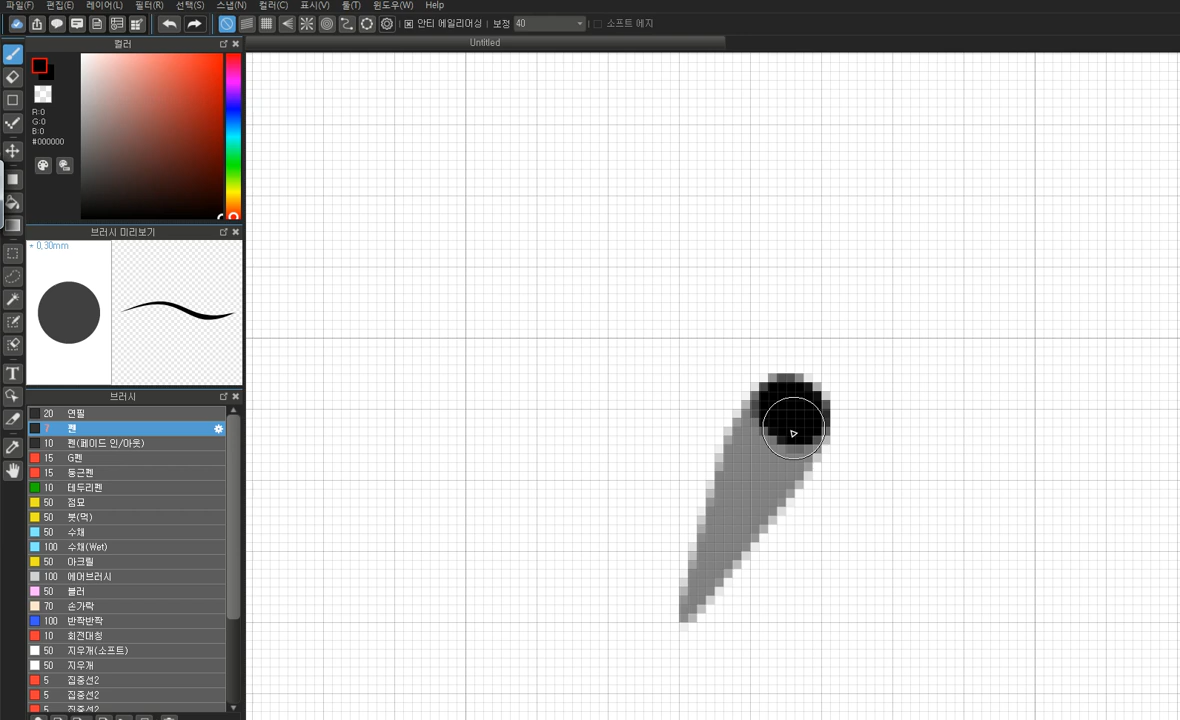 파일(F) 편집(E) 레이어(L) 필터(R) 선택(S) 스냅(N) 컬러(C) 표시(V) 툴(T) 윈도우(W) Help
안티 에일리어싱 보정 40 소프트 에지
컬러
Untitled
R:0
G:0
B:0
#000000
브러시 미리보기
* 0.30mm
브러시
20 연필
7 펜
10 펜(페이드 인/아웃)
15 G펜
15 둥근펜
10 테두리펜
50 점묘
50 붓(먹)
50 수채
100 수채(Wet)
50 아크릴
100 에어브러시
50 블러
70 손가락
100 반짝반짝
10 회전대칭
50 지우개(소프트)
50 지우개
5 집중선2
5 집중선2
5 집중선2